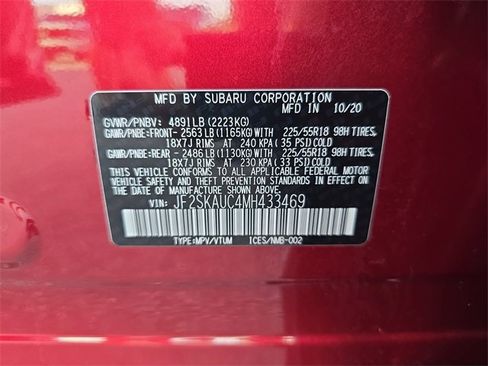 MFD BY SUBARU CORPORATION
MFD IN 10/20
GVWR/PNBV: 4891LB (2223KG)
GAWR/PNBE:FRONT- 2563LB (1165KG)WITH 225/55R18 98H TIRES,
18X7J RIMS AT 240 KPA (35 PSI)COLD
GAWR/PNBE:REAR - 2486LB (1130KG)WITH 225/55R18 98H TIRES,
18X7J RIMS AT 230 KPA (33 PSI)COLD
THIS VEHICLE CONFORMS TO ALL APPLICABLE FEDERAL MOTOR
VEHICLE SAFETY AND THEFT PREVENTION STANDARDS IN EFFECT
ON THE DATE OF MANUFACTURE SHOWN ABOVE.
VIN: JF2SKAUC4MH433469
TYPE:MPV/VTUM ICES/NMB-002